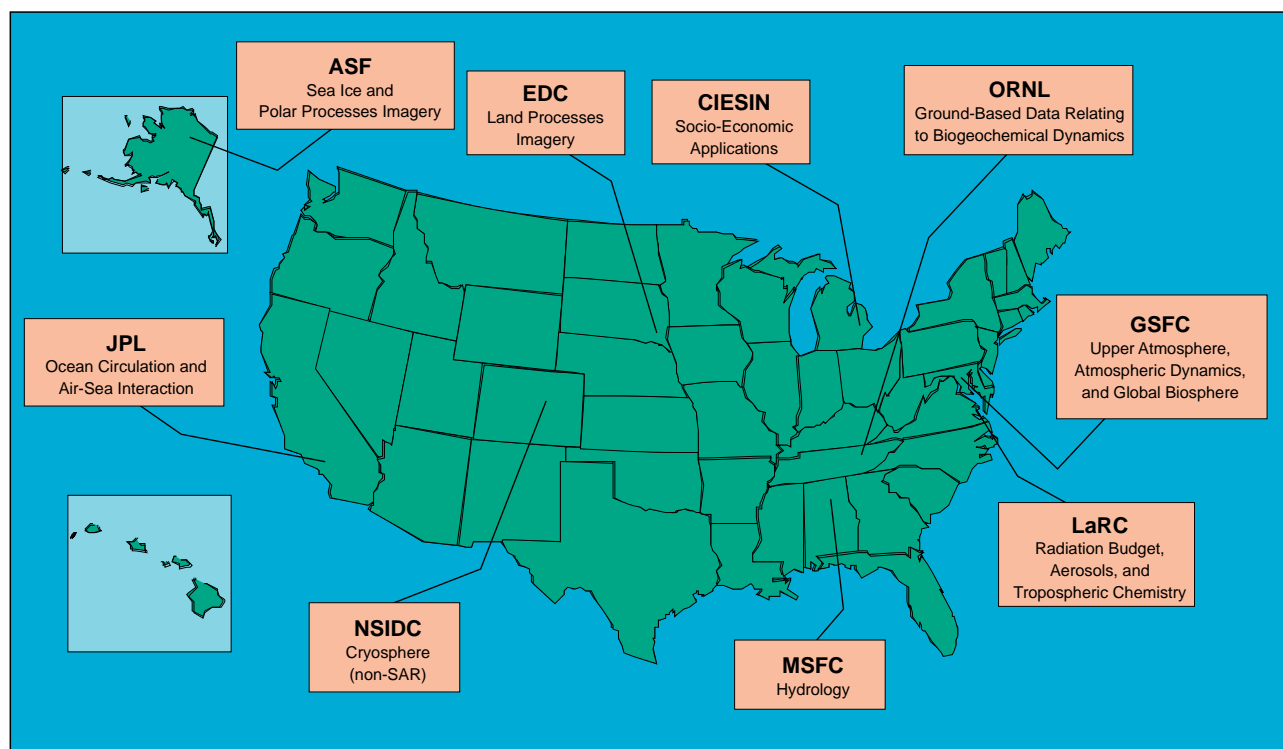 ASF
Sea Ice and
Polar Processes Imagery
EDC
Land Processes
Imagery
CIESIN
Socio-Economic
Applications
ORNL
Ground-Based Data Relating
to Biogeochemical Dynamics
JPL
Ocean Circulation and
Air-Sea Interaction
GSFC
Upper Atmosphere,
Atmospheric Dynamics,
and Global Biosphere
LaRC
Radiation Budget,
Aerosols, and
Tropospheric Chemistry
NSIDC
Cryosphere
(non-SAR)
MSFC
Hydrology